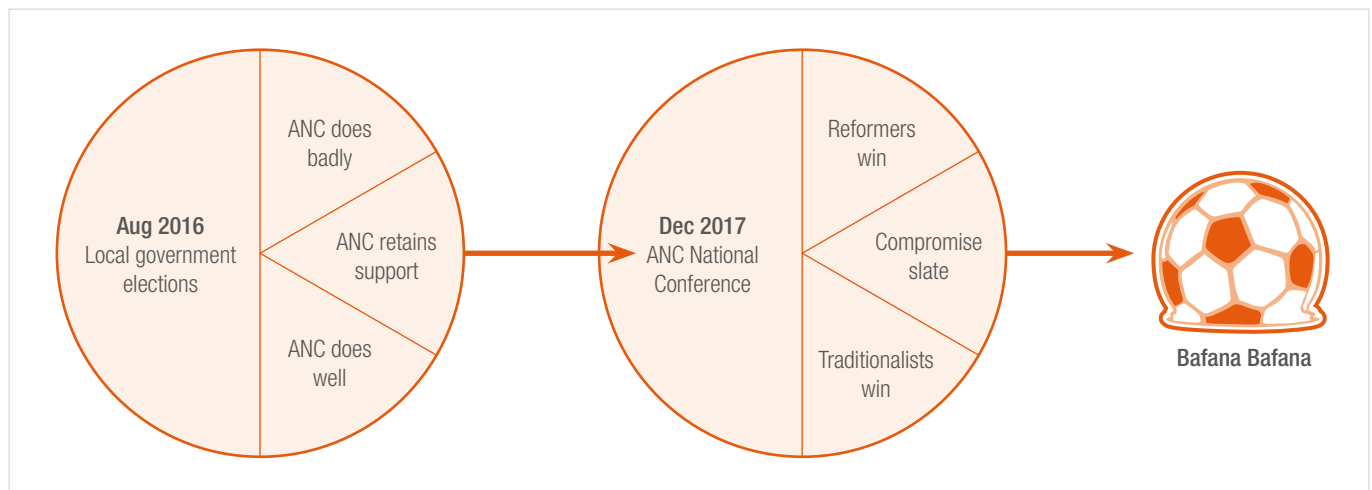 Aug 2016
Local government
elections
ANC does
badly
ANC retains
support
ANC does
well
Dec 2017
ANC National
Conference
Reformers
win
Compromise
slate
Traditionalists
win
Bafana Bafana